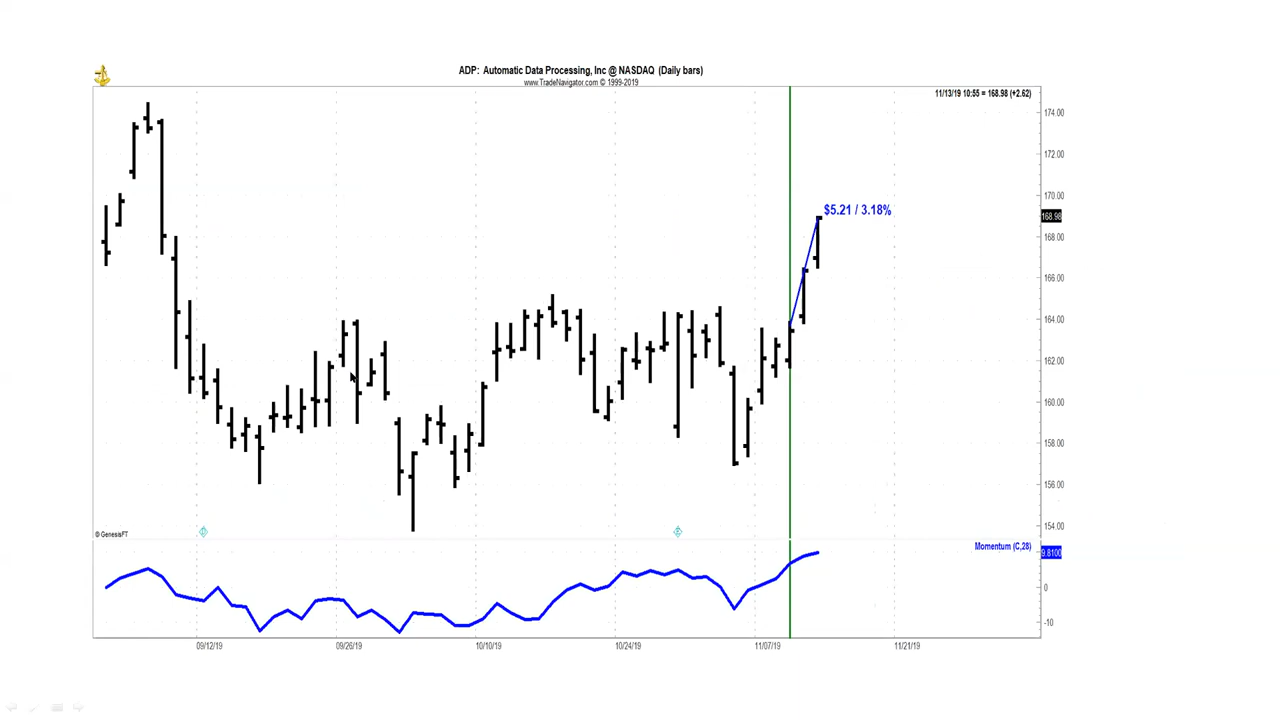 ADP: Automatic Data Processing, Inc @ NASDAQ (Daily bars)
www.TradeNavigator.com © 1999-2019
11/13/19 10:55 = 168.98 (+2.62)
174.00
172.00
170.00
$5.21 / 3.18%
168.98
168.00
166.00
164.00
162.00
160.00
158.00
156.00
154.00
© GenesisFT
Momentum (C,28)
9.8100
0
-10
09/12/19 09/26/19 10/10/19 10/24/19 11/07/19 11/21/19